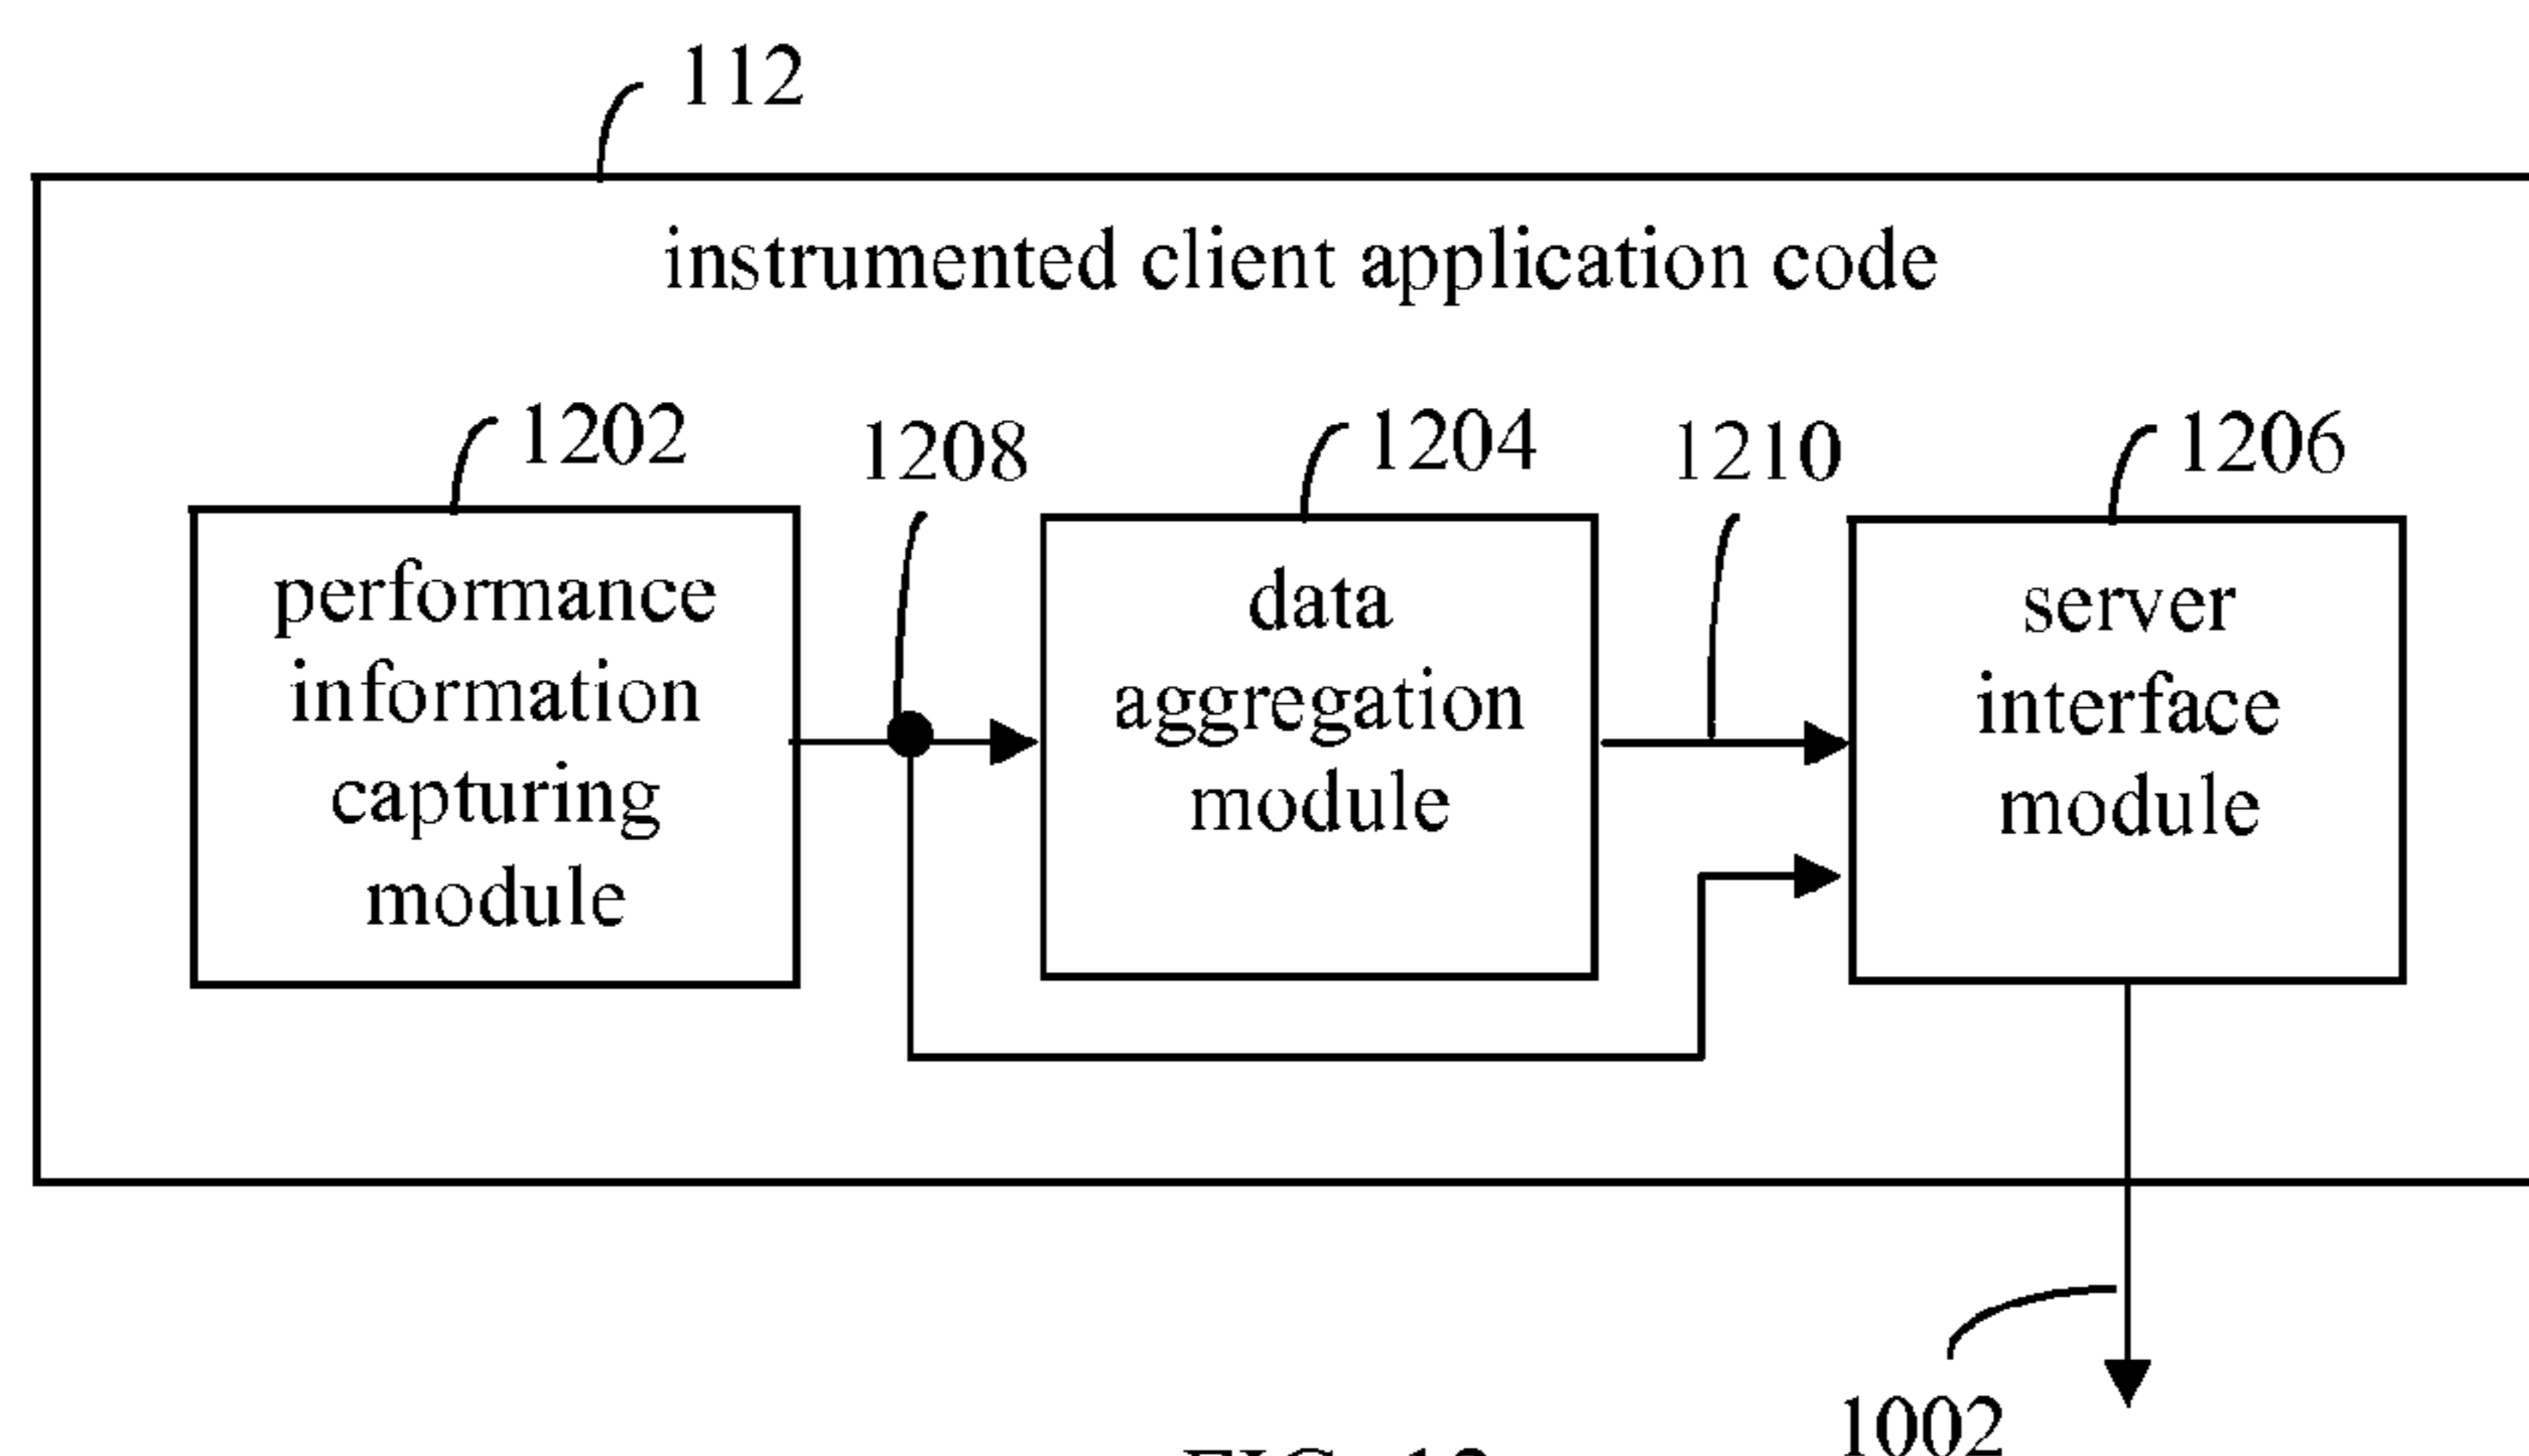 112
instrumented client application code
1202
1208
1204
1210
1206
performance
information
capturing
module
data
aggregation
module
server
interface
module
1002